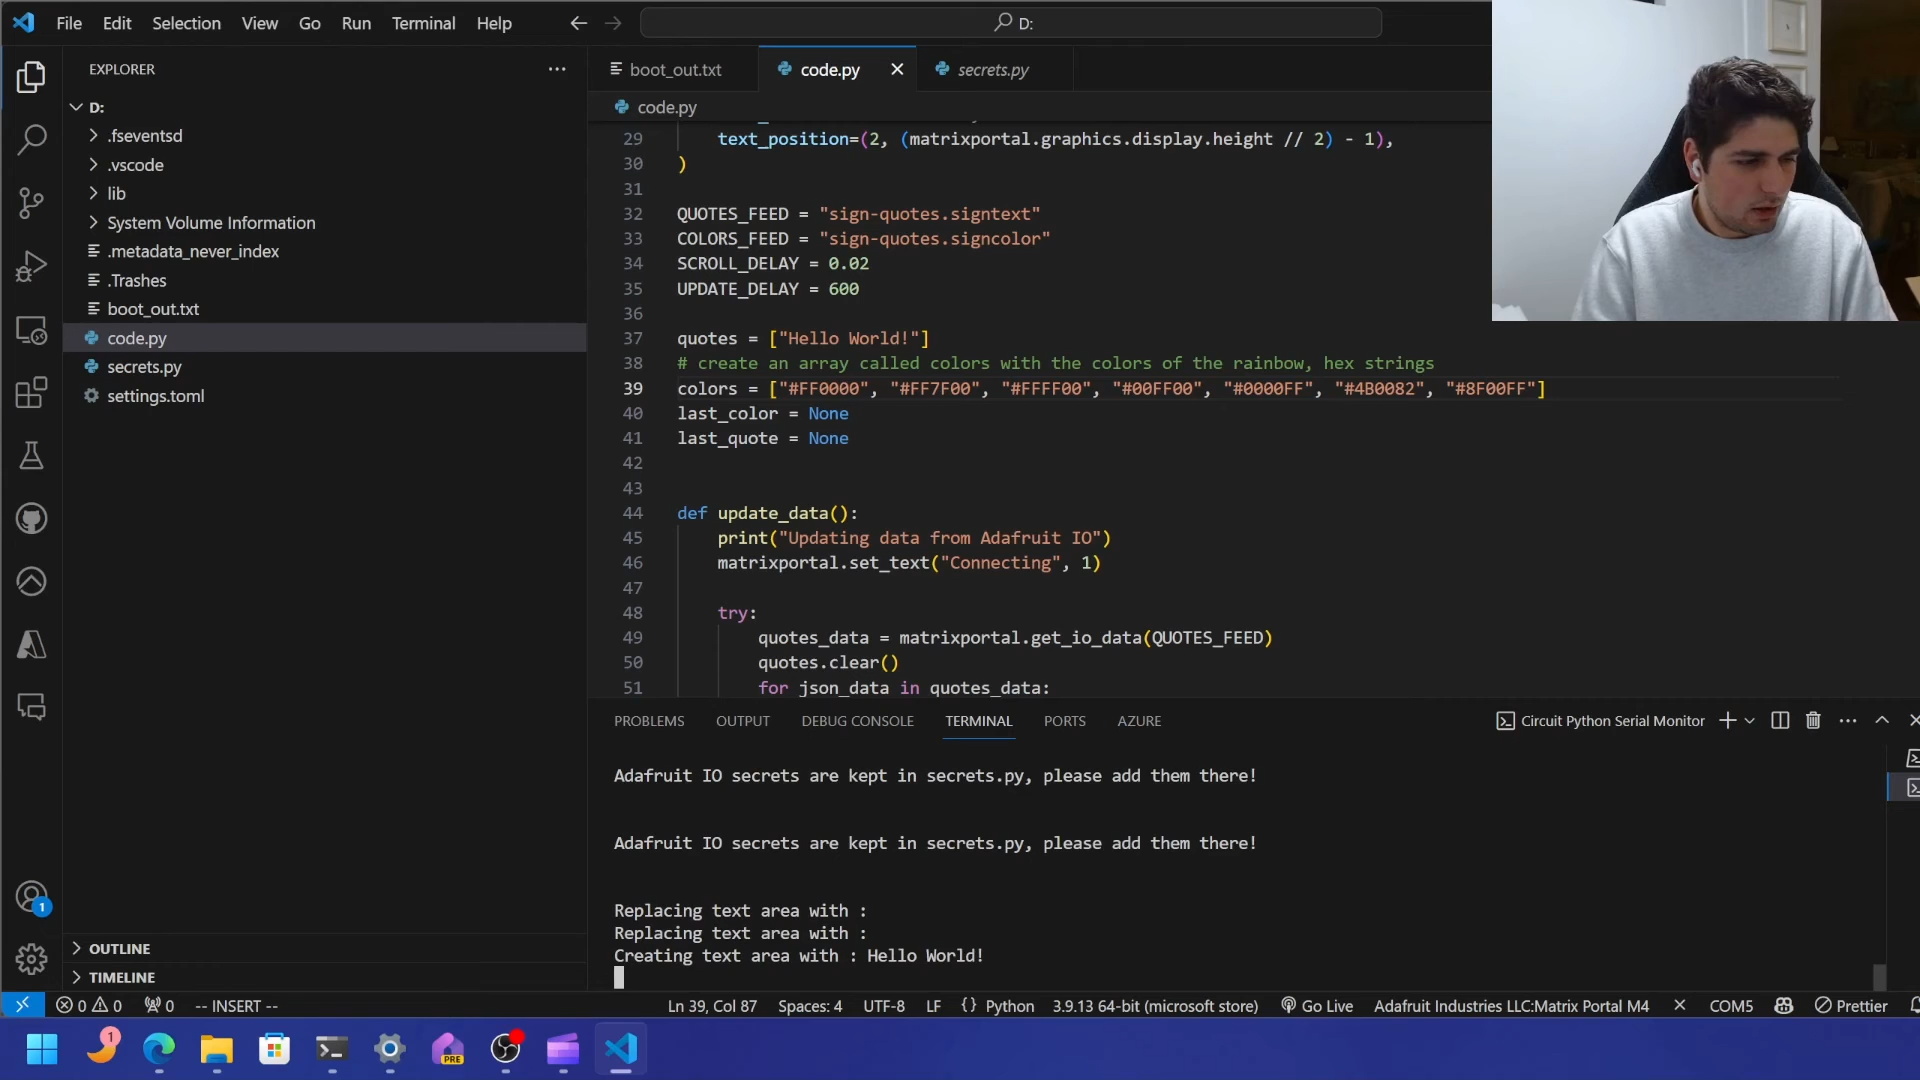 File Edit Selection View Go Run Terminal Help
D:
EXPLORER
boot_out.txt
code.py
secrets.py
D:
.fseventsd
.vscode
lib
System Volume Information
.metadata_never_index
.Trashes
boot_out.txt
code.py
secrets.py
settings.toml
OUTLINE
TIMELINE
code.py
29 text_position=(2, (matrixportal.graphics.display.height // 2) - 1),
30 )
31
32 QUOTES_FEED = "sign-quotes.signtext"
33 COLORS_FEED = "sign-quotes.signcolor"
34 SCROLL_DELAY = 0.02
35 UPDATE_DELAY = 600
36
37 quotes = ["Hello World!"]
38 # create an array called colors with the colors of the rainbow, hex strings
39 colors = ["#FF0000", "#FF7F00", "#FFFF00", "#00FF00", "#0000FF", "#4B0082", "#8F00FF"]
40 last_color = None
41 last_quote = None
42
43
44 def update_data():
45 print("Updating data from Adafruit IO")
46 matrixportal.set_text("Connecting", 1)
47
48 try:
49 quotes_data = matrixportal.get_io_data(QUOTES_FEED)
50 quotes.clear()
51 for json_data in quotes_data:
PROBLEMS OUTPUT DEBUG CONSOLE TERMINAL PORTS AZURE
Circuit Python Serial Monitor
Adafruit IO secrets are kept in secrets.py, please add them there!
Adafruit IO secrets are kept in secrets.py, please add them there!
Replacing text area with :
Replacing text area with :
Creating text area with : Hello World!
1
0 0 0 -- INSERT -- Ln 39, Col 87 Spaces: 4 UTF-8 LF {} Python 3.9.13 64-bit (microsoft store) Go Live Adafruit Industries LLC:Matrix Portal M4 COM5 Prettier
1
PRE